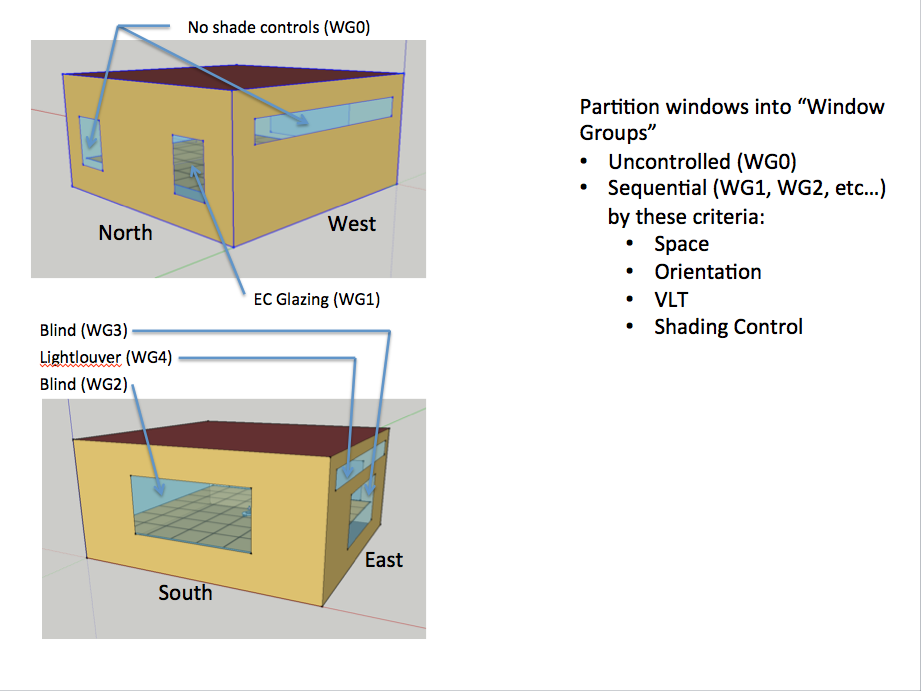 No shade controls (WG0)
North
West
EC Glazing (WG1)
Blind (WG3)
Lightlouver (WG4)
Blind (WG2)
South
East
Partition windows into “Window
Groups”
• Uncontrolled (WG0)
• Sequential (WG1, WG2, etc...)
by these criteria:
• Space
• Orientation
• VLT
• Shading Control